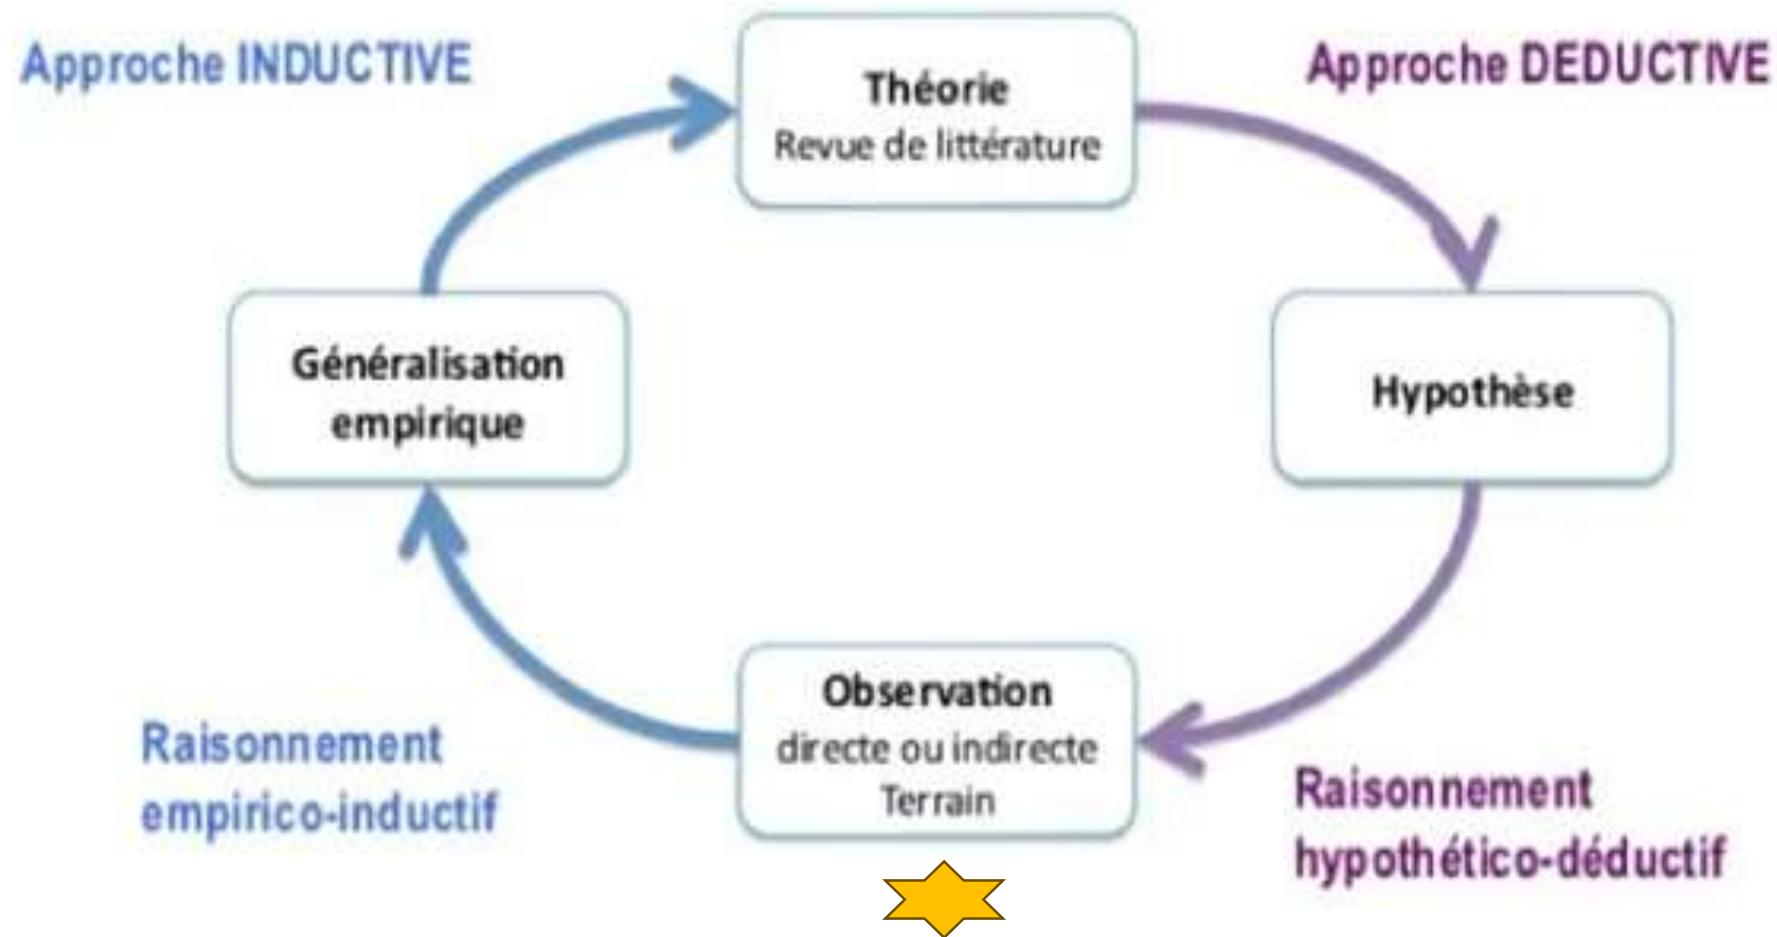 Approche INDUCTIVE
Théorie
Revue de littérature
Approche DEDUCTIVE
Généralisation
empirique
Hypothèse
Observation
directe ou indirecte
Terrain
Raisonnement
empirico-inductif
Raisonnement
hypothético-déductif